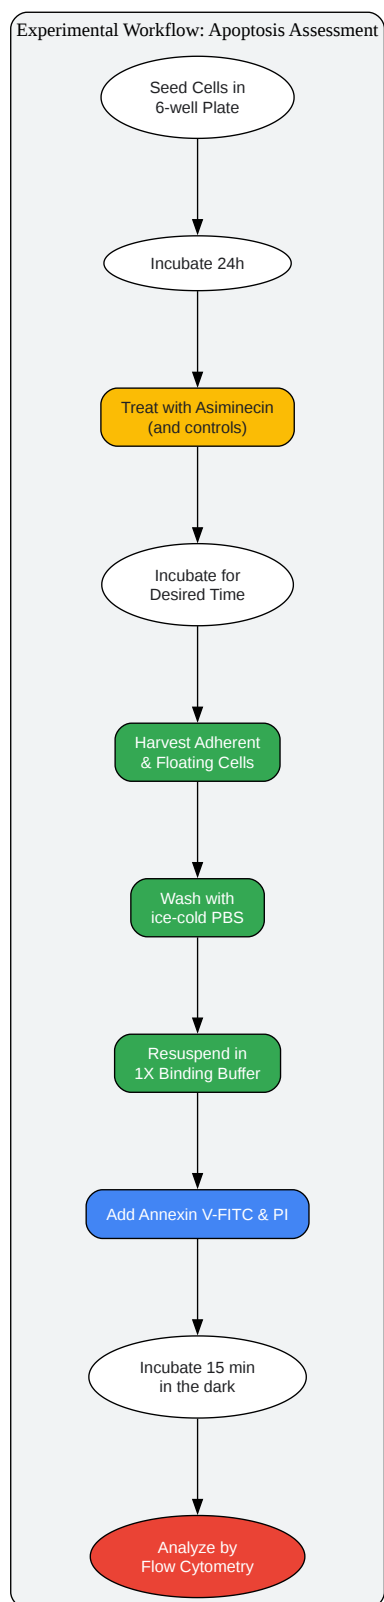 Experimental Workflow: Apoptosis Assessment
Seed Cells in
6-well Plate
Incubate 24h
Treat with Asiminecin
(and controls)
Incubate for
Desired Time
Harvest Adherent
& Floating Cells
Wash with
ice-cold PBS
Resuspend in
1X Binding Buffer
Add Annexin V-FITC & PI
Incubate 15 min
in the dark
Analyze by
Flow Cytometry